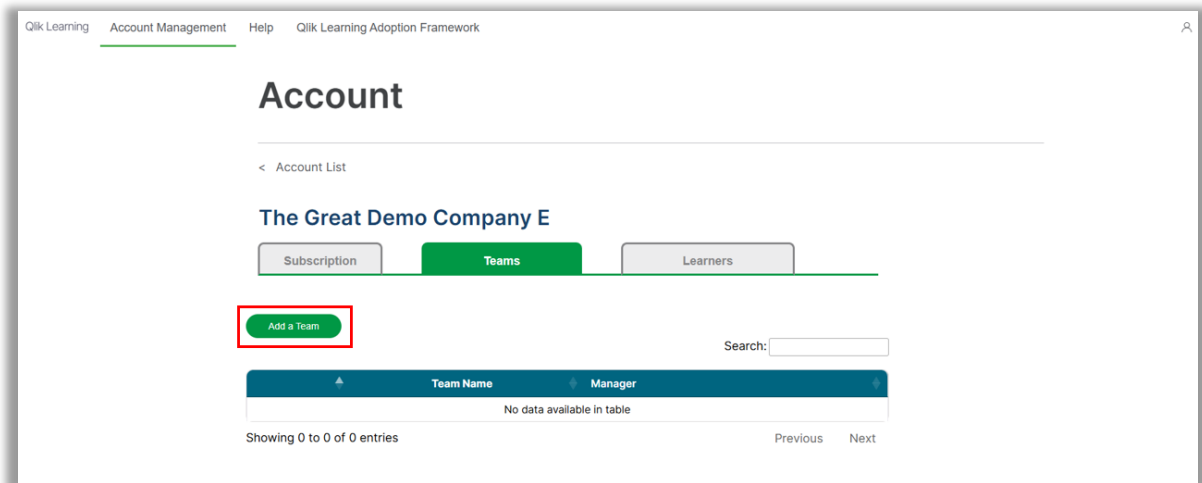 Qlik Learning Account Management Help Qlik Learning Adoption Framework
Account
< Account List
The Great Demo Company E
Subscription Teams Learners
Add a Team
Search:
Team Name Manager
No data available in table
Showing 0 to 0 of 0 entries Previous Next